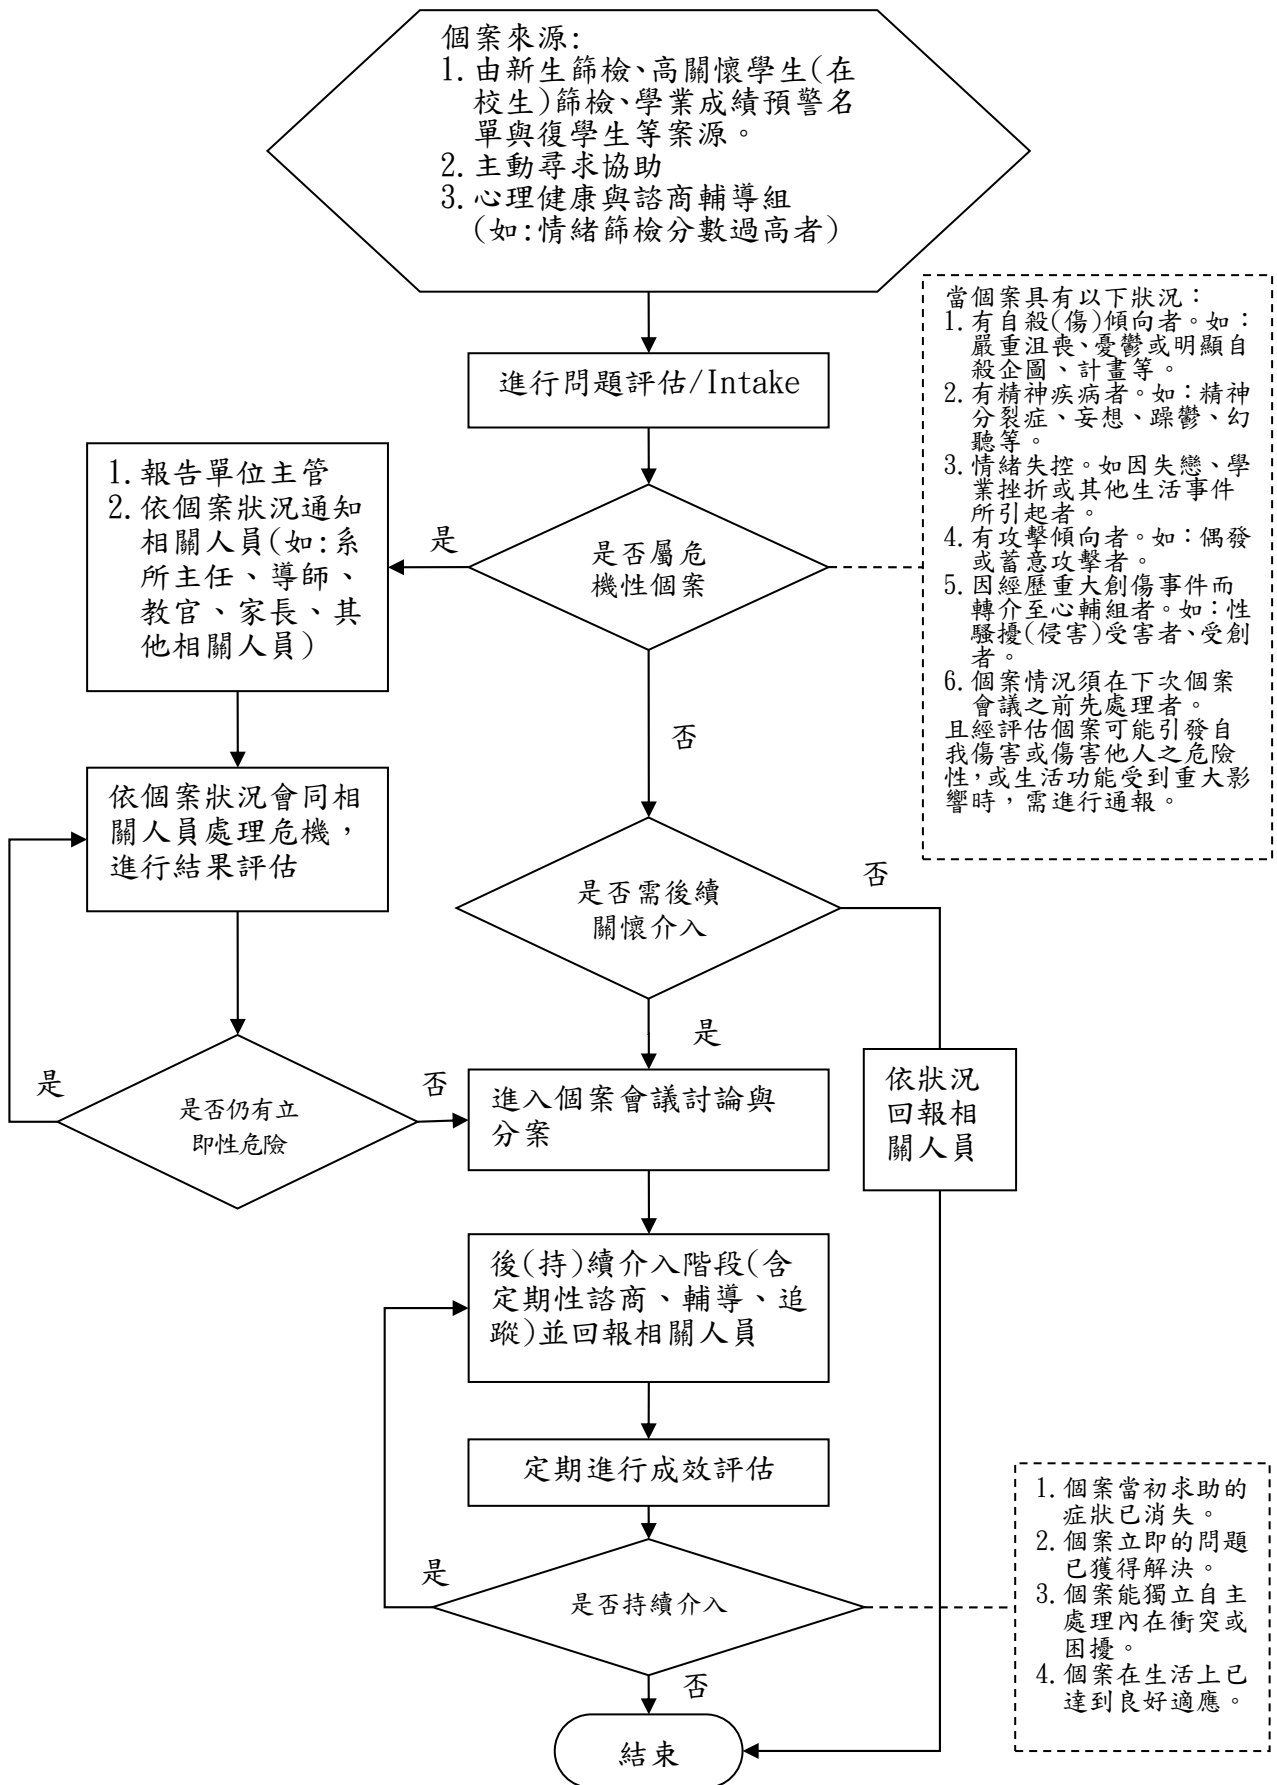 個案來源:
1. 由新生篩檢、高關懷學生(在
校生)篩檢、學業成績預警名
單與復學生等案源。
2. 主動尋求協助
3. 心理健康與諮商輔導組
(如:情緒篩檢分數過高者)
進行問題評估/Intake
當個案具有以下狀況：
1. 有自殺(傷)傾向者。如：
嚴重沮喪、憂鬱或明顯自
殺企圖、計畫等。
2. 有精神疾病者。如：精神
分裂症、妄想、躁鬱、幻
聽等。
3. 情緒失控。如因失戀、學
業挫折或其他生活事件
所引起者。
4. 有攻擊傾向者。如：偶發
或蓄意攻擊者。
5. 因經歷重大創傷事件而
轉介至心輔組者。如：性
騷擾(侵害)受害者、受創
者。
6. 個案情況須在下次個案
會議之前先處理者。
且經評估個案可能引發自
我傷害或傷害他人之危險
性，或生活功能受到重大影
響時，需進行通報。
1. 報告單位主管
2. 依個案狀況通知
相關人員(如:系
所主任、導師、
教官、家長、其
他相關人員)
是
是否屬危
機性個案
否
依個案狀況會同相
關人員處理危機，
進行結果評估
是否需後續
關懷介入
否
是
是
是否仍有立
即性危險
否
進入個案會議討論與
分案
依狀況
回報相
關人員
後(持)續介入階段(含
定期性諮商、輔導、追
蹤)並回報相關人員
定期進行成效評估
是
是否持續介入
否
1. 個案當初求助的
症狀已消失。
2. 個案立即的問題
已獲得解決。
3. 個案能獨立自主
處理內在衝突或
困擾。
4. 個案在生活上已
達到良好適應。
結束